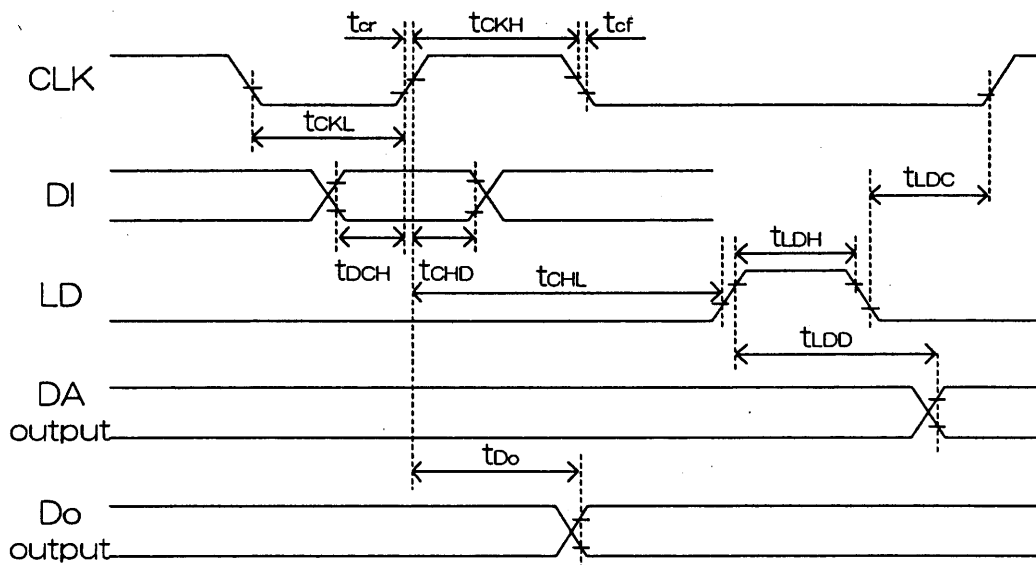 tcr tCKH tcf
CLK
tCKL
DI
tLDC
tDCH tCHD tLDH
tCHL
LD
tLDD
DA
output
tDo
Do
output